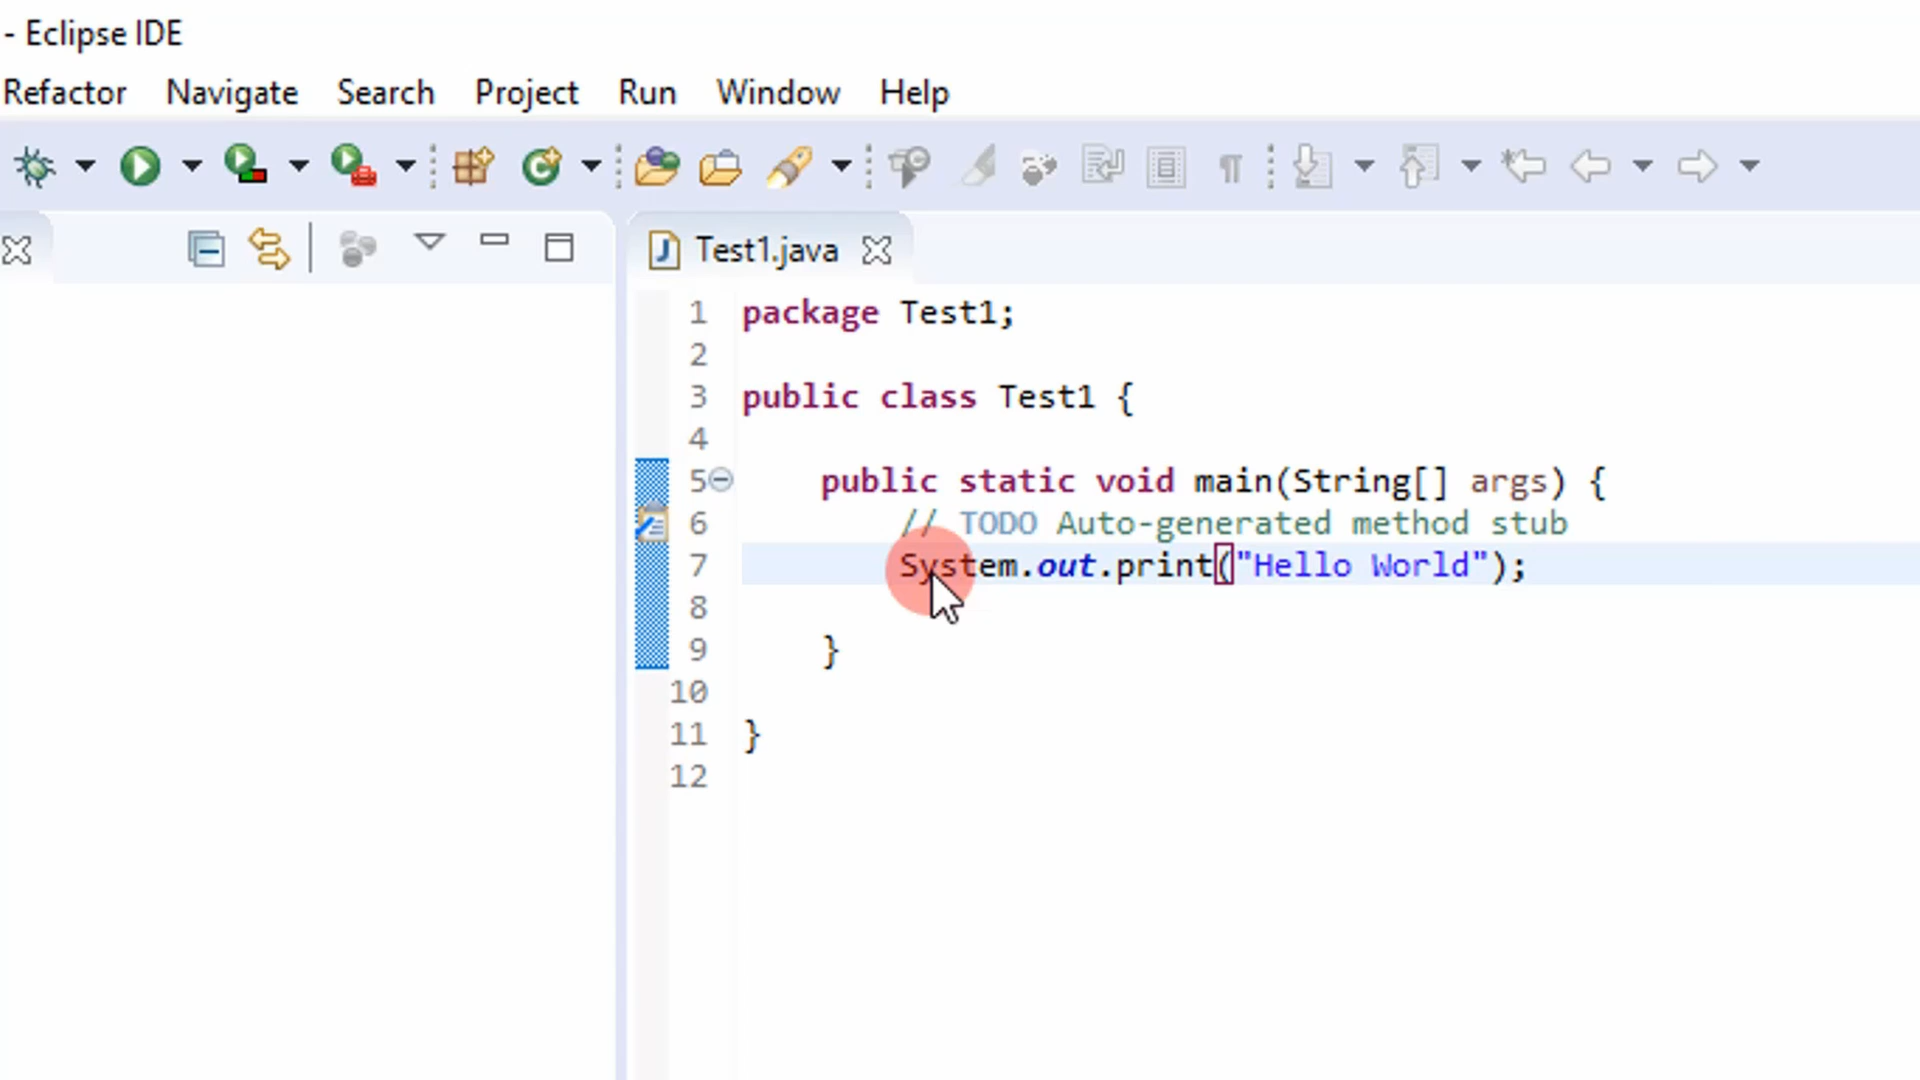 - Eclipse IDE
Refactor Navigate Search Project Run Window Help
Test1.java
1 package Test1;
2
3 public class Test1 {
4
5 public static void main(String[] args) {
6 // TODO Auto-generated method stub
7 System.out.print("Hello World");
8
9 }
10
11 }
12